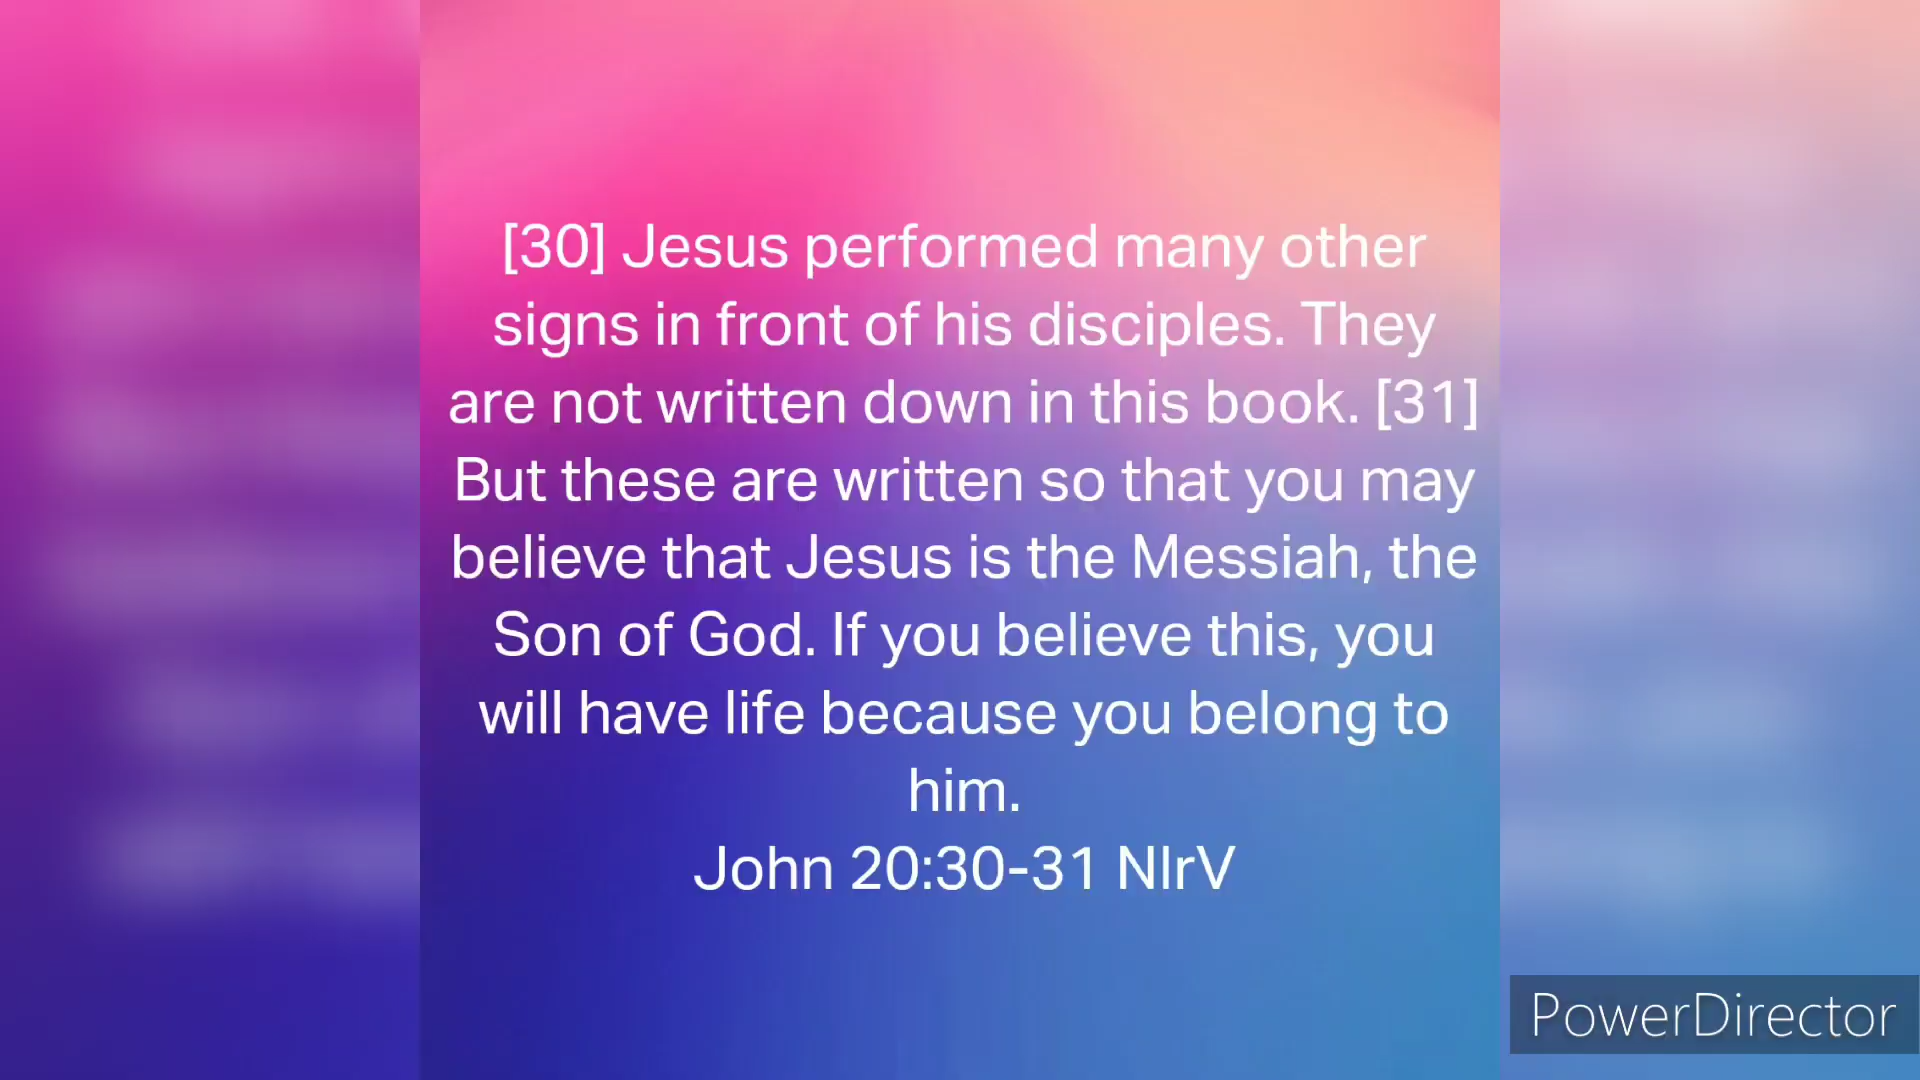 [30] Jesus performed many other
signs in front of his disciples. They
are not written down in this book. [31]
But these are written so that you may
believe that Jesus is the Messiah, the
Son of God. If you believe this, you
will have life because you belong to
him.
John 20:30-31 NIrV
PowerDirector